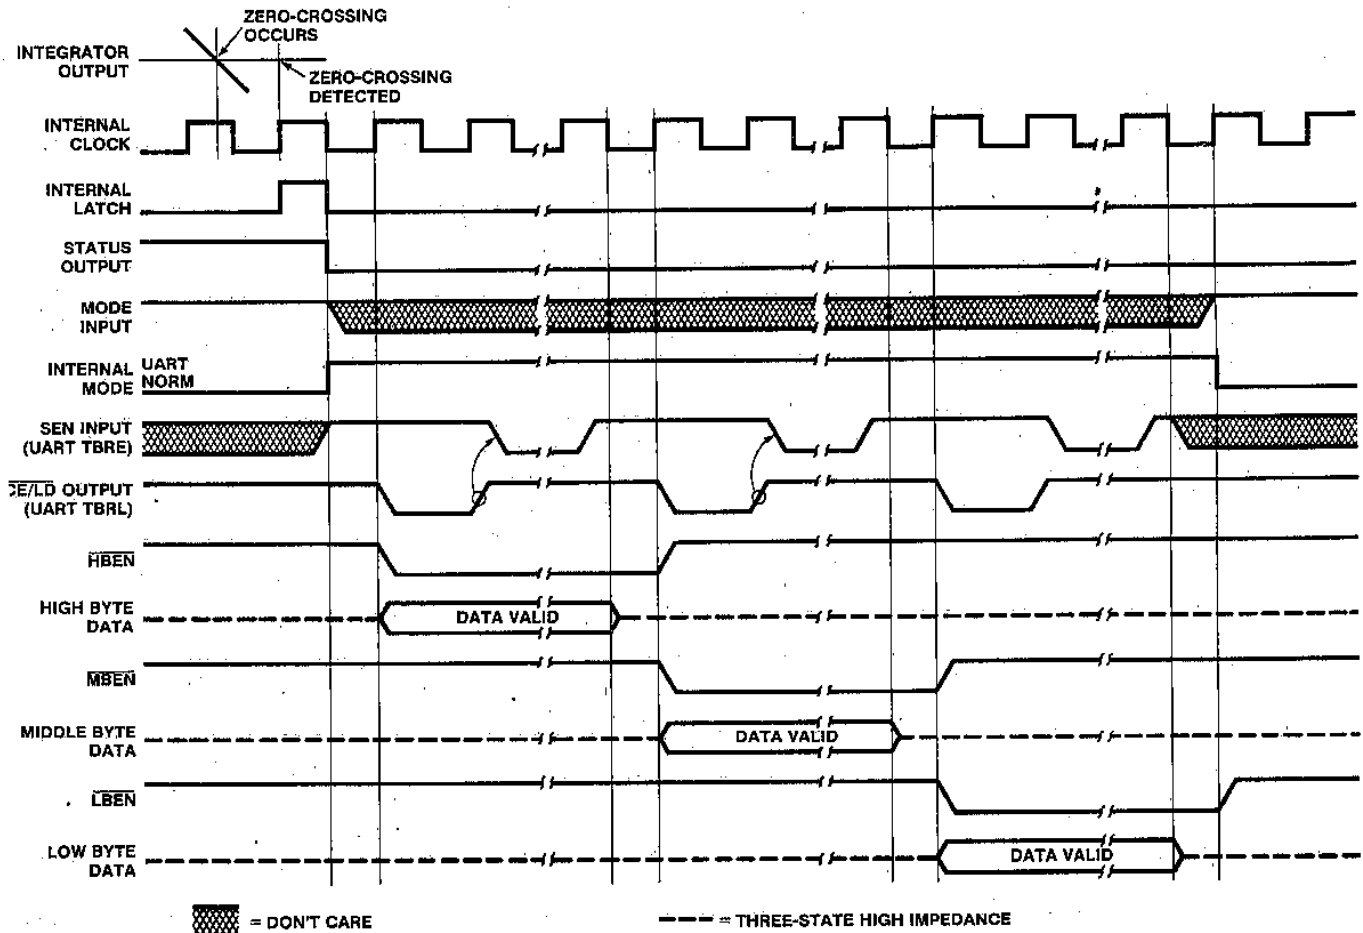 ZERO-CROSSING
OCCURS
INTEGRATOR
OUTPUT
ZERO-CROSSING
DETECTED
INTERNAL
CLOCK
INTERNAL
LATCH
STATUS
OUTPUT
MODE
INPUT
INTERNAL UART
MODE NORM
SEN INPUT
(UART TBRE)
CE/LD OUTPUT
(UART TBRL)
HBEN
HIGH BYTE
DATA
DATA VALID
MBEN
MIDDLE BYTE
DATA
DATA VALID
LBEN
LOW BYTE
DATA
DATA VALID
= DON'T CARE
= THREE-STATE HIGH IMPEDANCE